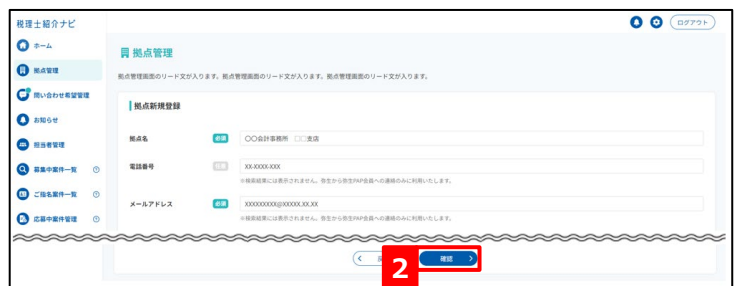 税理士紹介ナビ
ログアウト
ホーム
拠点管理
拠点管理
問い合わせ希望管理
お知らせ
担当者管理
募集中案件一覧
ご指名案件一覧
応募中案件管理
拠点管理画面のリード文が入ります。拠点管理画面のリード文が入ります。拠点管理画面のリード文が入ります。
拠点新規登録
拠点名 必須 〇〇会計事務所 □□支店
電話番号 任意 XX-XXXX-XXX
※検索結果には表示されません。弥生から弥生PAP会員への連絡のみに利用いたします。
メールアドレス 必須 XXXXXXXXX@XXXXX.XX.XX
※検索結果には表示されません。弥生から弥生PAP会員への連絡のみに利用いたします。
2 確認